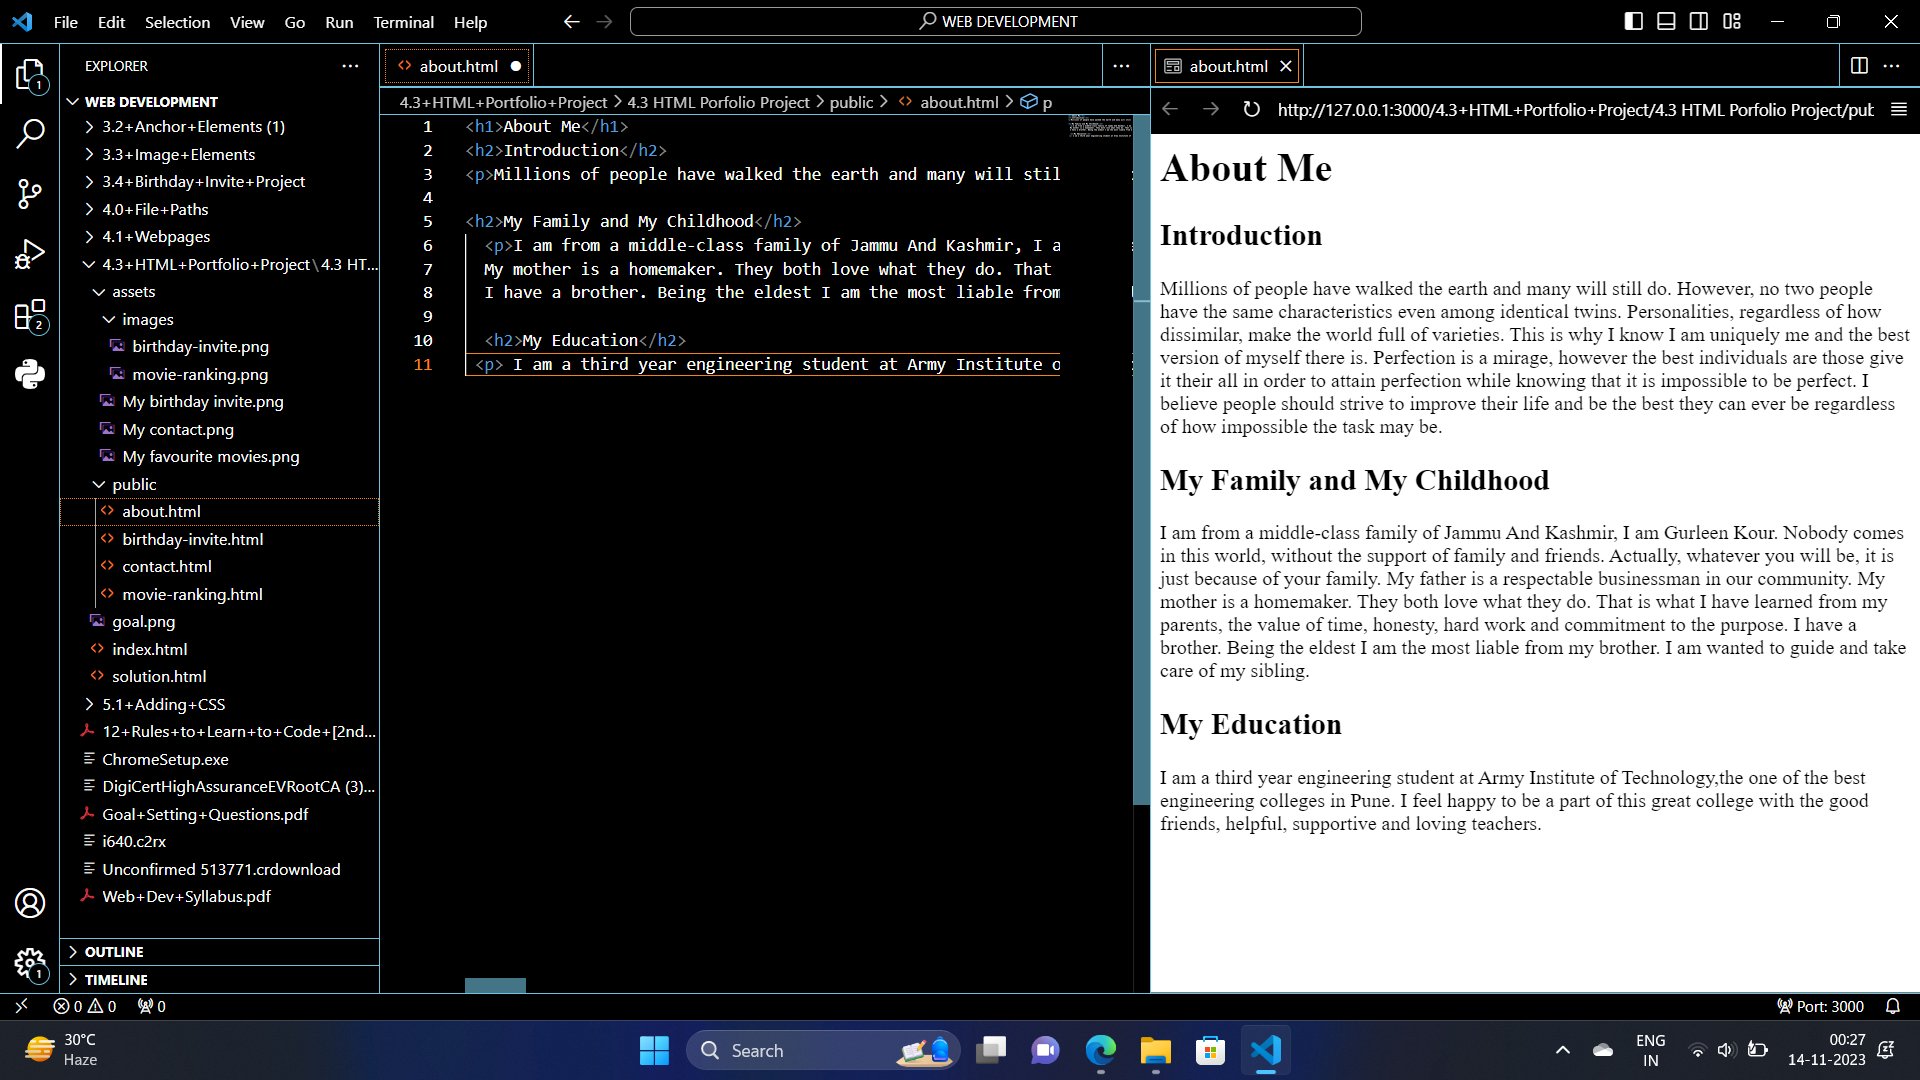 File Edit Selection View Go Run Terminal Help
WEB DEVELOPMENT
EXPLORER
WEB DEVELOPMENT
3.2+Anchor+Elements (1)
3.3+Image+Elements
3.4+Birthday+Invite+Project
4.0+File+Paths
4.1+Webpages
4.3+HTML+Portfolio+Project\4.3 HT...
assets
images
birthday-invite.png
movie-ranking.png
My birthday invite.png
My contact.png
My favourite movies.png
public
about.html
birthday-invite.html
contact.html
movie-ranking.html
goal.png
index.html
solution.html
5.1+Adding+CSS
12+Rules+to+Learn+to+Code+[2nd...
ChromeSetup.exe
DigiCertHighAssuranceEVRootCA (3)...
Goal+Setting+Questions.pdf
i640.c2rx
Unconfirmed 513771.crdownload
Web+Dev+Syllabus.pdf
OUTLINE
TIMELINE
1
2
1
about.html
4.3+HTML+Portfolio+Project > 4.3 HTML Porfolio Project > public > about.html > p
1 <h1>About Me</h1>
2 <h2>Introduction</h2>
3 <p>Millions of people have walked the earth and many will stil
4
5 <h2>My Family and My Childhood</h2>
6 <p>I am from a middle-class family of Jammu And Kashmir, I a
7 My mother is a homemaker. They both love what they do. That
8 I have a brother. Being the eldest I am the most liable from
9
10 <h2>My Education</h2>
11 <p> I am a third year engineering student at Army Institute o
about.html
http://127.0.0.1:3000/4.3+HTML+Portfolio+Project/4.3 HTML Porfolio Project/put
About Me
Introduction
Millions of people have walked the earth and many will still do. However, no two people
have the same characteristics even among identical twins. Personalities, regardless of how
dissimilar, make the world full of varieties. This is why I know I am uniquely me and the best
version of myself there is. Perfection is a mirage, however the best individuals are those give
it their all in order to attain perfection while knowing that it is impossible to be perfect. I
believe people should strive to improve their life and be the best they can ever be regardless
of how impossible the task may be.
My Family and My Childhood
I am from a middle-class family of Jammu And Kashmir, I am Gurleen Kour. Nobody comes
in this world, without the support of family and friends. Actually, whatever you will be, it is
just because of your family. My father is a respectable businessman in our community. My
mother is a homemaker. They both love what they do. That is what I have learned from my
parents, the value of time, honesty, hard work and commitment to the purpose. I have a
brother. Being the eldest I am the most liable from my brother. I am wanted to guide and take
care of my sibling.
My Education
I am a third year engineering student at Army Institute of Technology,the one of the best
engineering colleges in Pune. I feel happy to be a part of this great college with the good
friends, helpful, supportive and loving teachers.
0 0 0
Port: 3000
30°C
Haze
Search
ENG
IN
00:27
14-11-2023